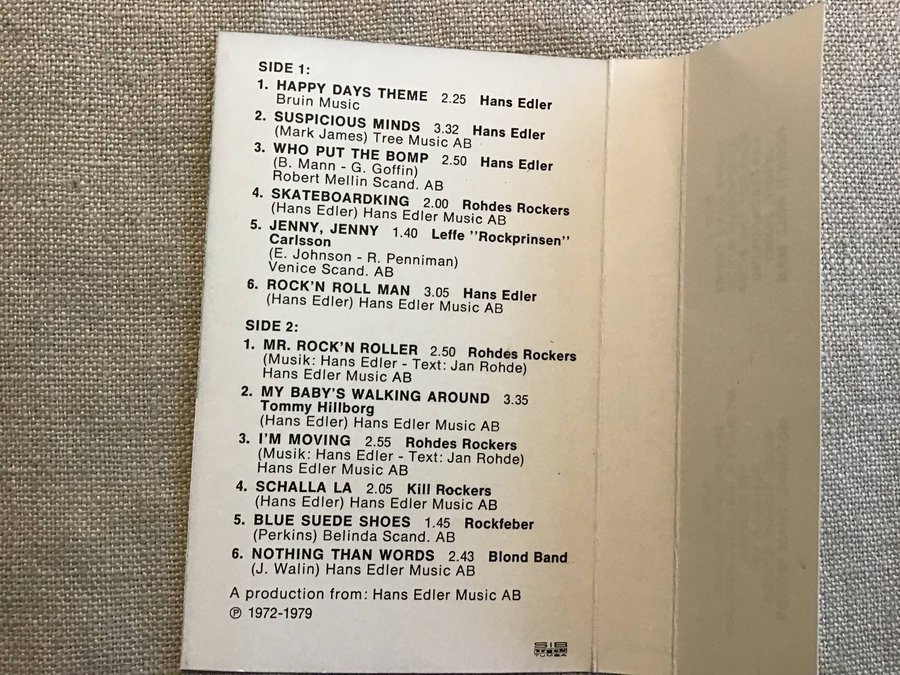 SIDE 1:
1. HAPPY DAYS THEME 2.25 Hans Edler
Bruin Music
2. SUSPICIOUS MINDS 3.32 Hans Edler
(Mark James) Tree Music AB
3. WHO PUT THE BOMP 2.50 Hans Edler
(B. Mann - G. Goffin)
Robert Mellin Scand. AB
4. SKATEBOARDKING 2.00 Rohdes Rockers
(Hans Edler) Hans Edler Music AB
5. JENNY, JENNY 1.40 Leffe "Rockprinsen"
Carlsson
(E. Johnson - R. Penniman)
Venice Scand. AB
6. ROCK'N ROLL MAN 3.05 Hans Edler
(Hans Edler) Hans Edler Music AB
SIDE 2:
1. MR. ROCK'N ROLLER 2.50 Rohdes Rockers
(Musik: Hans Edler - Text: Jan Rohde)
Hans Edler Music AB
2. MY BABY'S WALKING AROUND 3.35
Tommy Hillborg
(Hans Edler) Hans Edler Music AB
3. I'M MOVING 2.55 Rohdes Rockers
(Musik: Hans Edler - Text: Jan Rohde)
Hans Edler Music AB
4. SCHALLA LA 2.05 Kill Rockers
(Hans Edler) Hans Edler Music AB
5. BLUE SUEDE SHOES 1.45 Rockfeber
(Perkins) Belinda Scand. AB
6. NOTHING THAN WORDS 2.43 Blond Band
(J. Walin) Hans Edler Music AB
A production from: Hans Edler Music AB
℗ 1972-1979
SIB
TUMBA